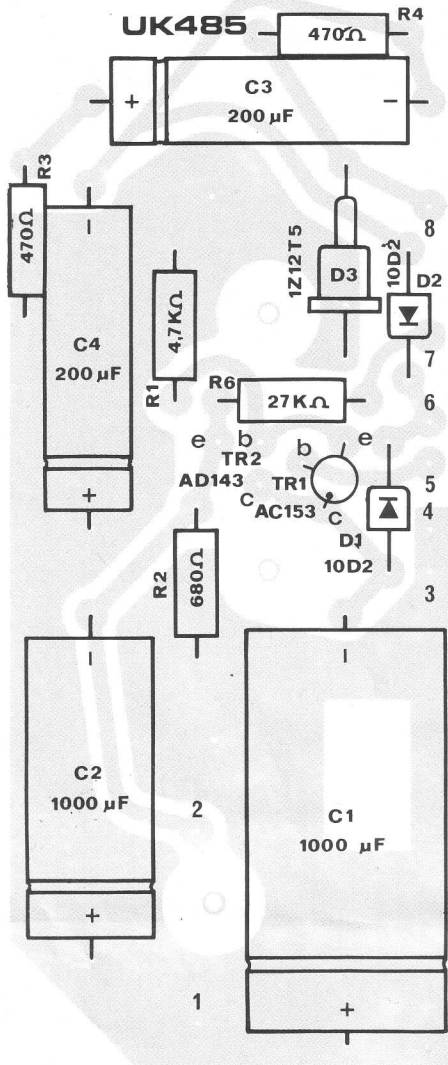 UK485
R4
470Ω
+
C3
200 µF
−
R3
470Ω
−
C4
200 µF
+
4,7KΩ
R1
1Z12T5
D3
10D2
D2
8
7
6
R6
27KΩ
e b
TR2
AD143
C
b e
TR1
AC153
C
5
4
D1
10D2
3
R2
680Ω
−
C2
1000 µF
+
2
−
C1
1000 µF
+
1